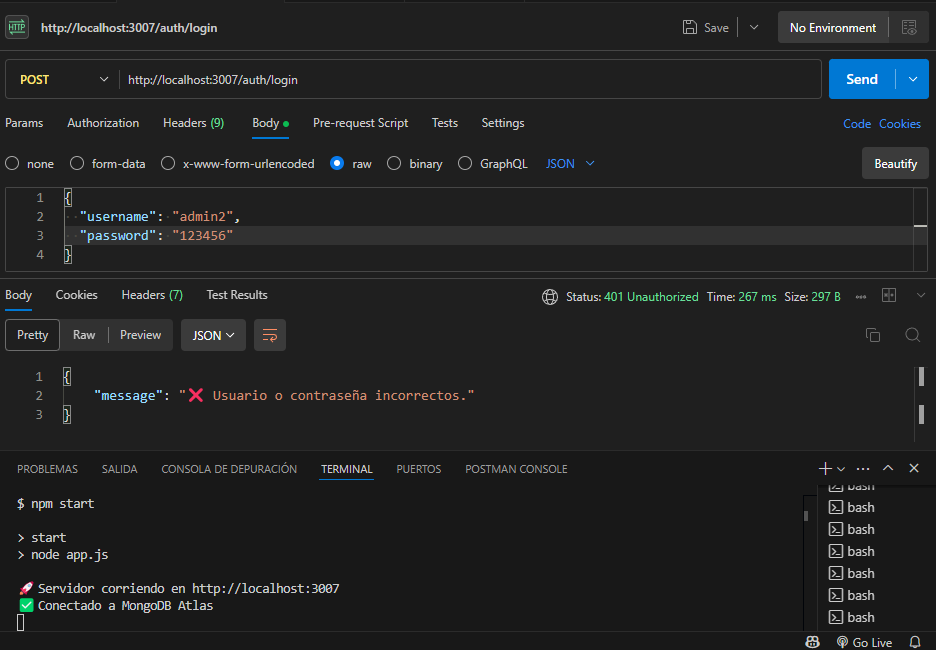 HTTP http://localhost:3007/auth/login Save No Environment
POST http://localhost:3007/auth/login Send
Params Authorization Headers (9) Body Pre-request Script Tests Settings Code Cookies
none form-data x-www-form-urlencoded raw binary GraphQL JSON Beautify
1 {
2 "username": "admin2",
3 "password": "123456"
4 }
Body Cookies Headers (7) Test Results Status: 401 Unauthorized Time: 267 ms Size: 297 B
Pretty Raw Preview JSON
1 {
2 "message": "❌ Usuario o contraseña incorrectos."
3 }
PROBLEMAS SALIDA CONSOLA DE DEPURACIÓN TERMINAL PUERTOS POSTMAN CONSOLE
$ npm start
> start
> node app.js
🚀 Servidor corriendo en http://localhost:3007
✅ Conectado a MongoDB Atlas
bash
bash
bash
bash
bash
bash
bash
Go Live